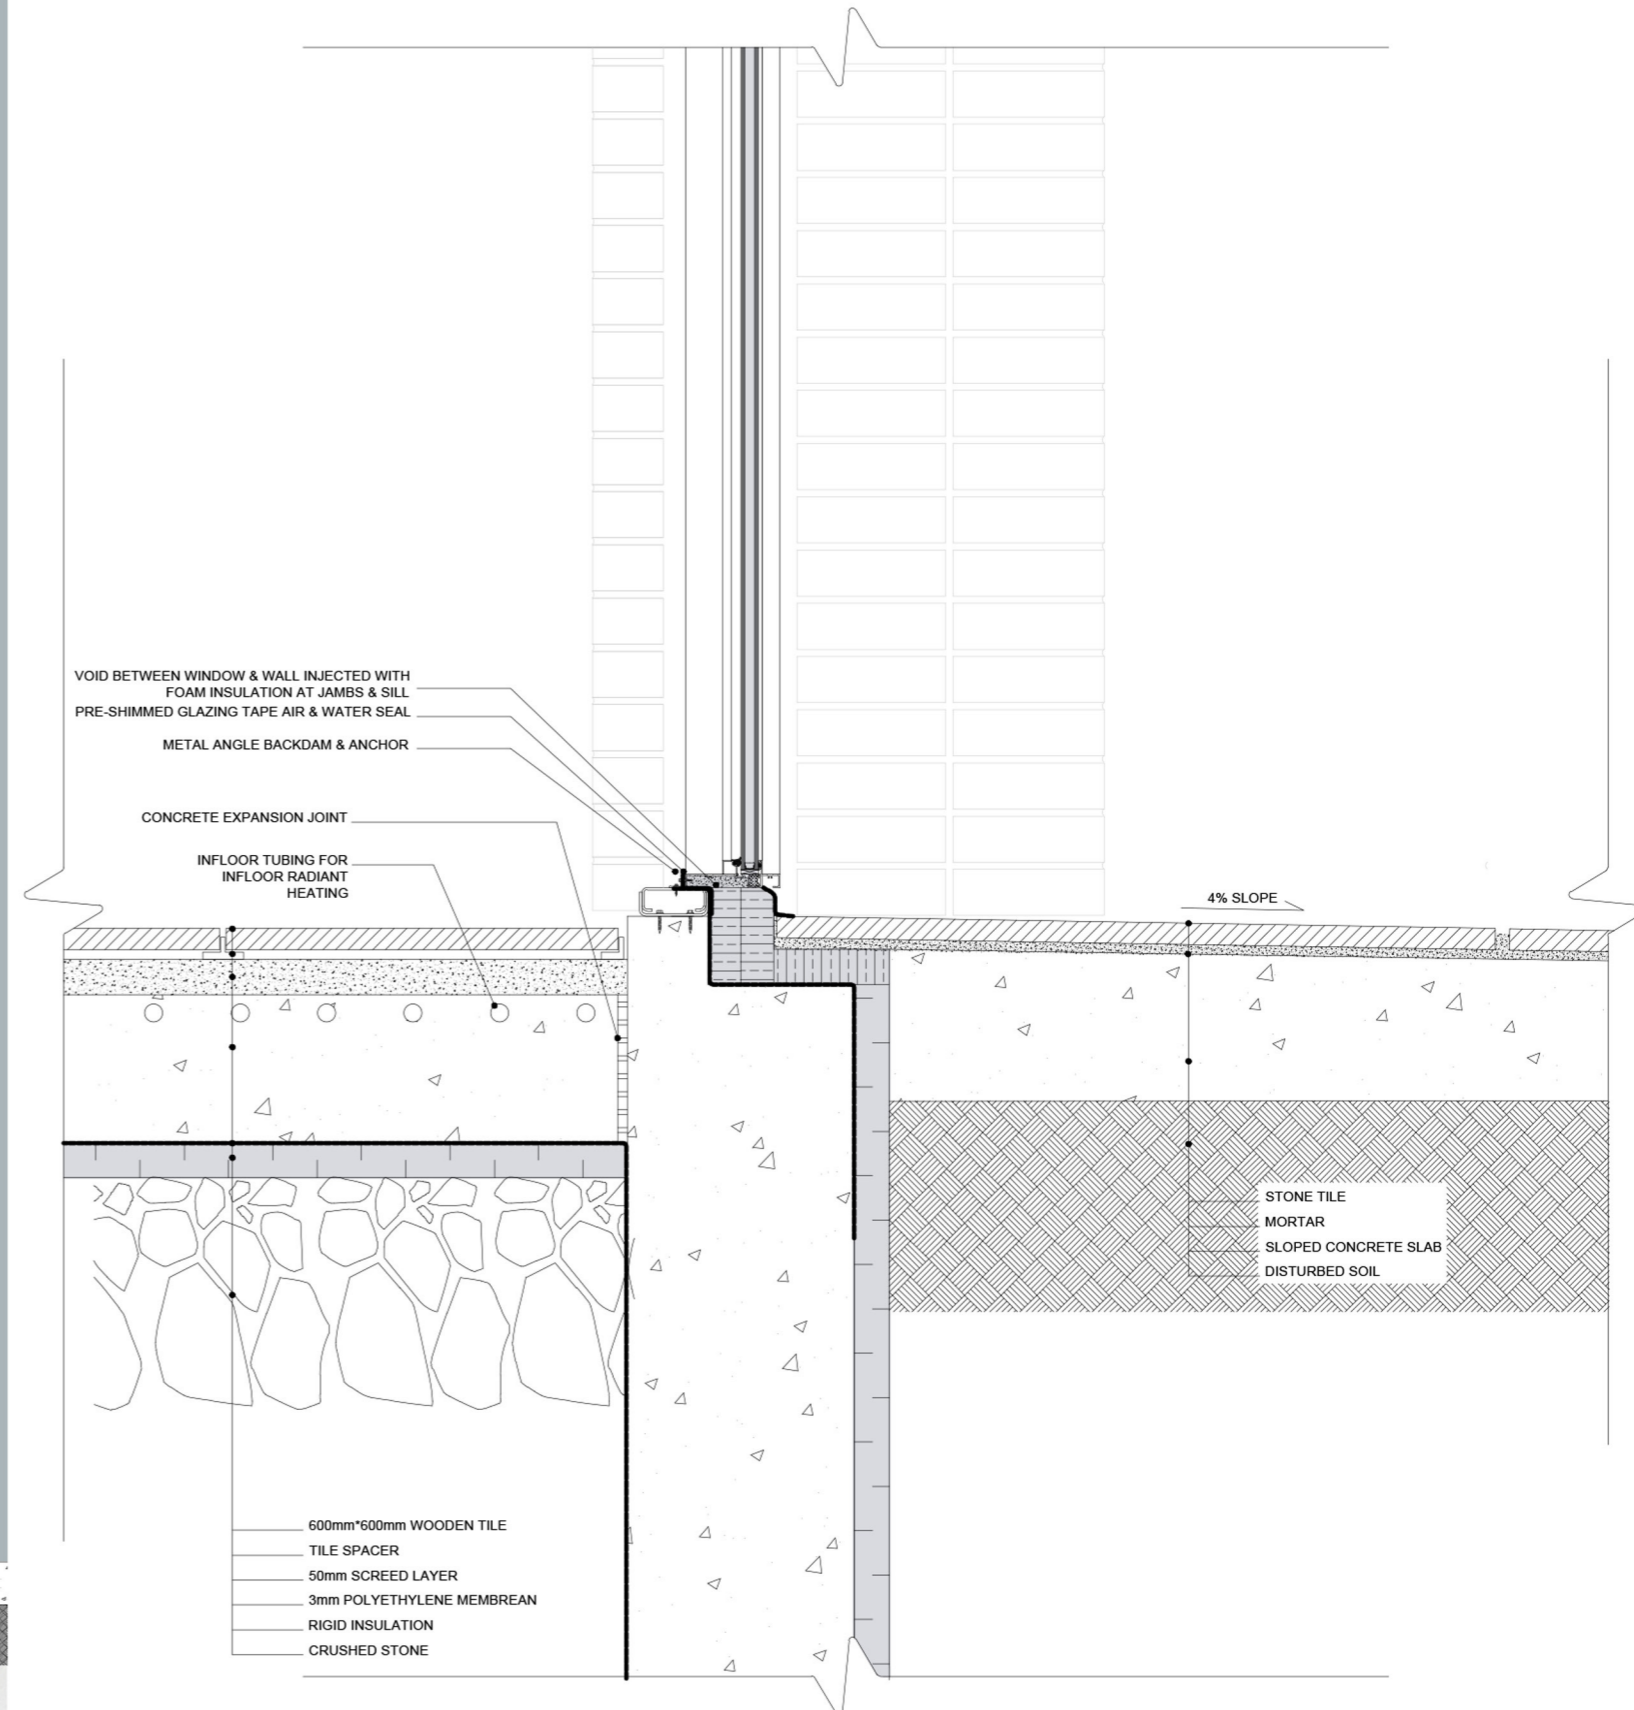 VOID BETWEEN WINDOW & WALL INJECTED WITH
FOAM INSULATION AT JAMBS & SILL
PRE-SHIMMED GLAZING TAPE AIR & WATER SEAL
METAL ANGLE BACKDAM & ANCHOR
CONCRETE EXPANSION JOINT
INFLOOR TUBING FOR
INFLOOR RADIANT
HEATING
4% SLOPE
STONE TILE
MORTAR
SLOPED CONCRETE SLAB
DISTURBED SOIL
600mm*600mm WOODEN TILE
TILE SPACER
50mm SCREED LAYER
3mm POLYETHYLENE MEMBREAN
RIGID INSULATION
CRUSHED STONE